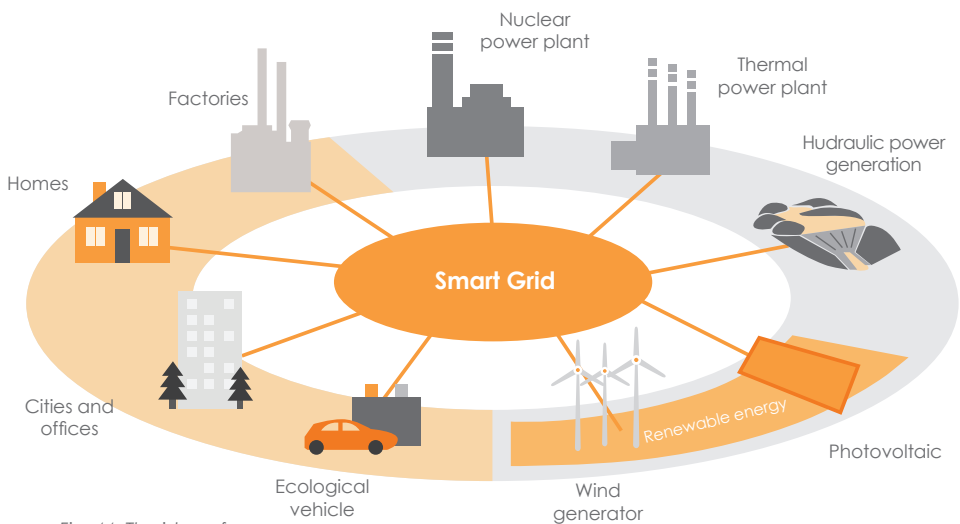 Nuclear
power plant
Thermal
power plant
Factories
Hudraulic power
generation
Homes
Smart Grid
Cities and
offices
Renewable energy
Photovoltaic
Ecological
vehicle
Wind
generator